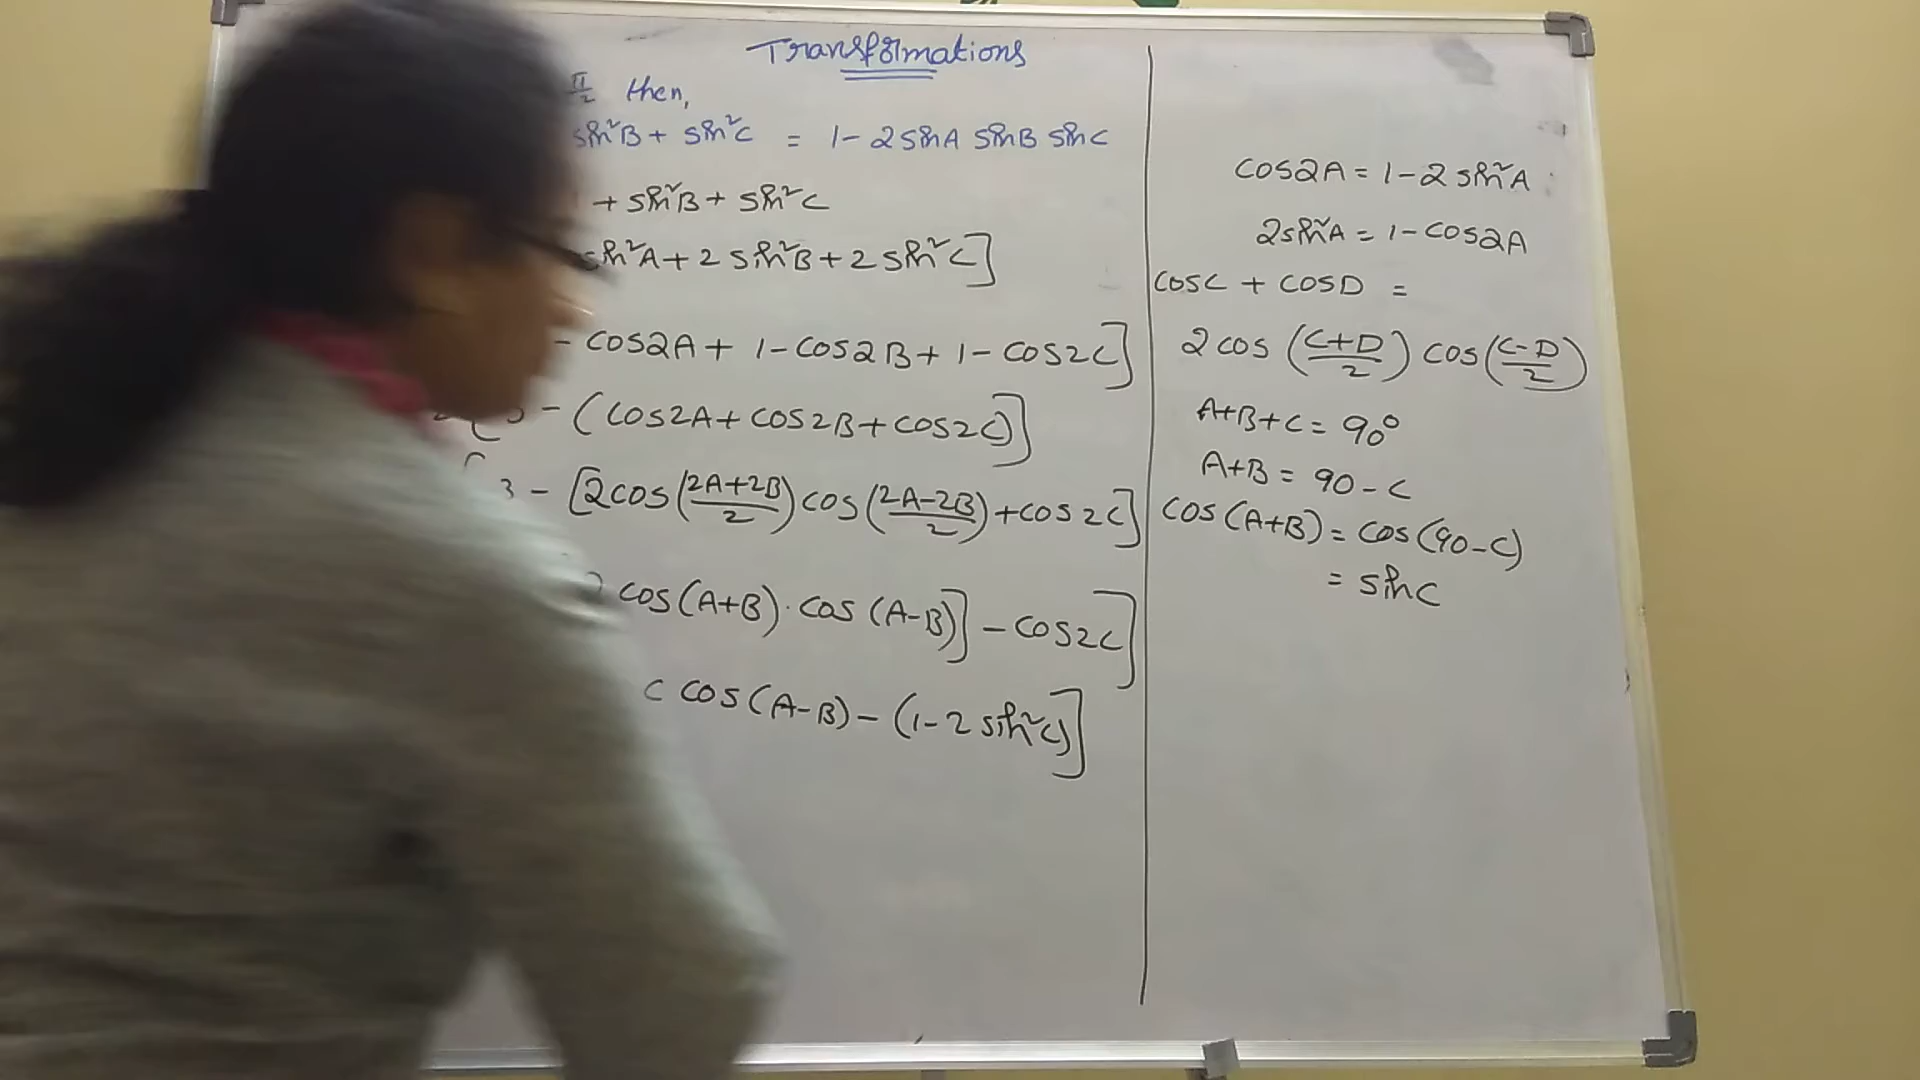 Transformations
π/2 then,
sin²B + sin²C = 1 - 2 sinA sinB sinC
+ sin²B + sin²C
sin²A + 2 sin²B + 2 sin²C]
- cos2A + 1 - cos2B + 1 - cos2C]
3 - (cos2A + cos2B + cos2C)]
3 - [2cos((2A+2B)/2) cos((2A-2B)/2) + cos2C]
cos(A+B) · cos(A-B)] - cos2C]
C cos(A-B) - (1 - 2 sin²C)]
cos2A = 1 - 2 sin²A
2sin²A = 1 - cos2A
cosC + cosD =
2 cos((C+D)/2) cos((C-D)/2)
A+B+C = 90°
A+B = 90 - C
cos(A+B) = cos(90-C)
= sinC